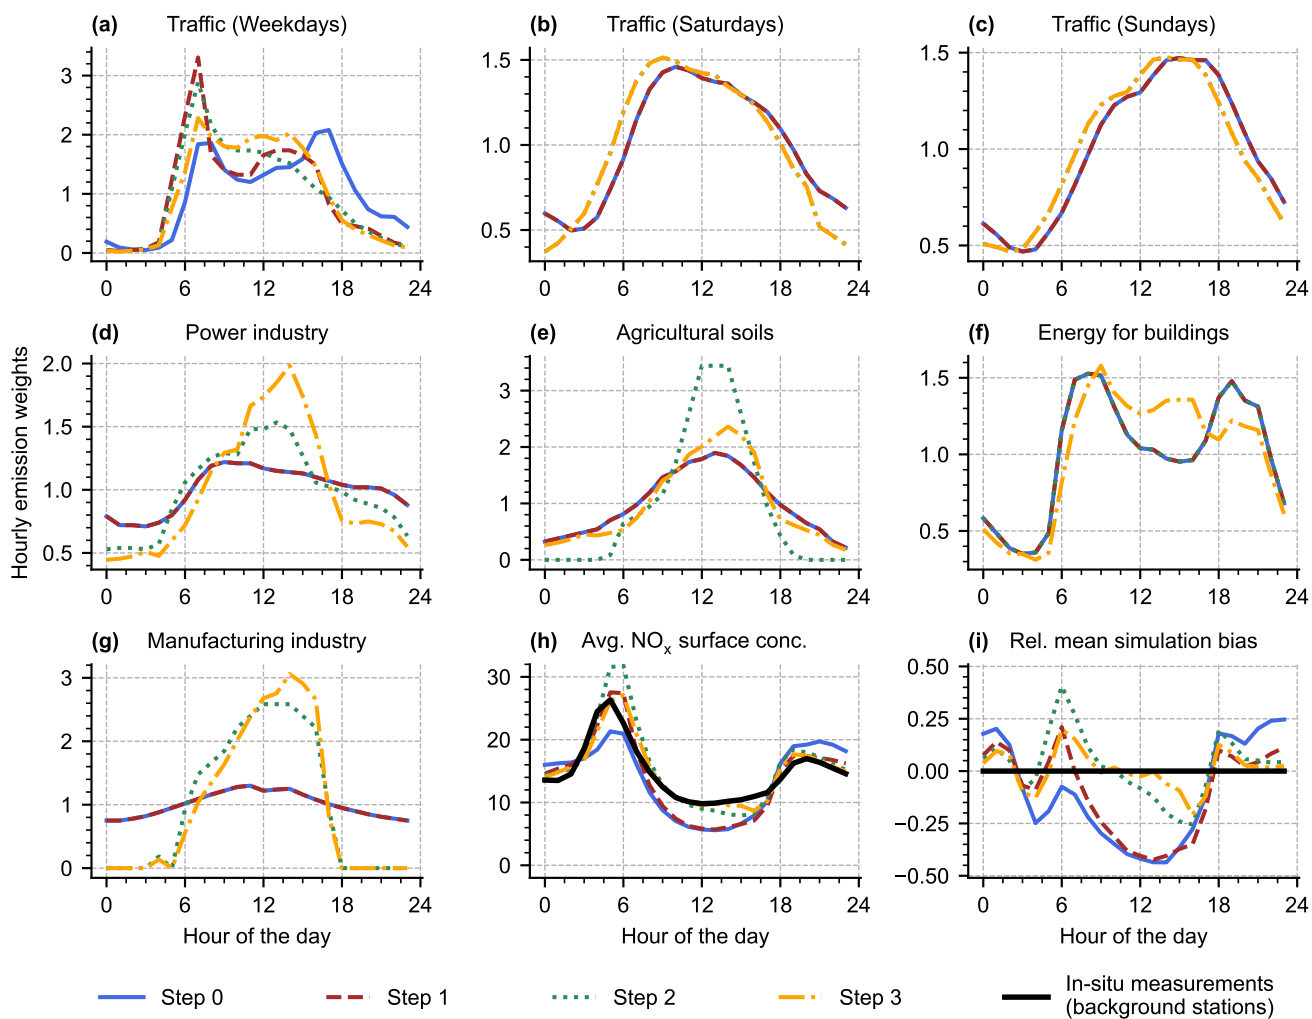 (a) Traffic (Weekdays)
(b) Traffic (Saturdays)
(c) Traffic (Sundays)
3
2
1
0
0 6 12 18 24
1.5
1.0
0.5
0 6 12 18 24
1.5
1.0
0.5
0 6 12 18 24
Hourly emission weights
(d) Power industry
(e) Agricultural soils
(f) Energy for buildings
2.0
1.5
1.0
0.5
0 6 12 18 24
3
2
1
0
0 6 12 18 24
1.5
1.0
0.5
0 6 12 18 24
(g) Manufacturing industry
(h) Avg. NOx surface conc.
(i) Rel. mean simulation bias
3
2
1
0
0 6 12 18 24
Hour of the day
30
20
10
0
0 6 12 18 24
Hour of the day
0.50
0.25
0.00
−0.25
−0.50
0 6 12 18 24
Hour of the day
Step 0
Step 1
Step 2
Step 3
In-situ measurements
(background stations)